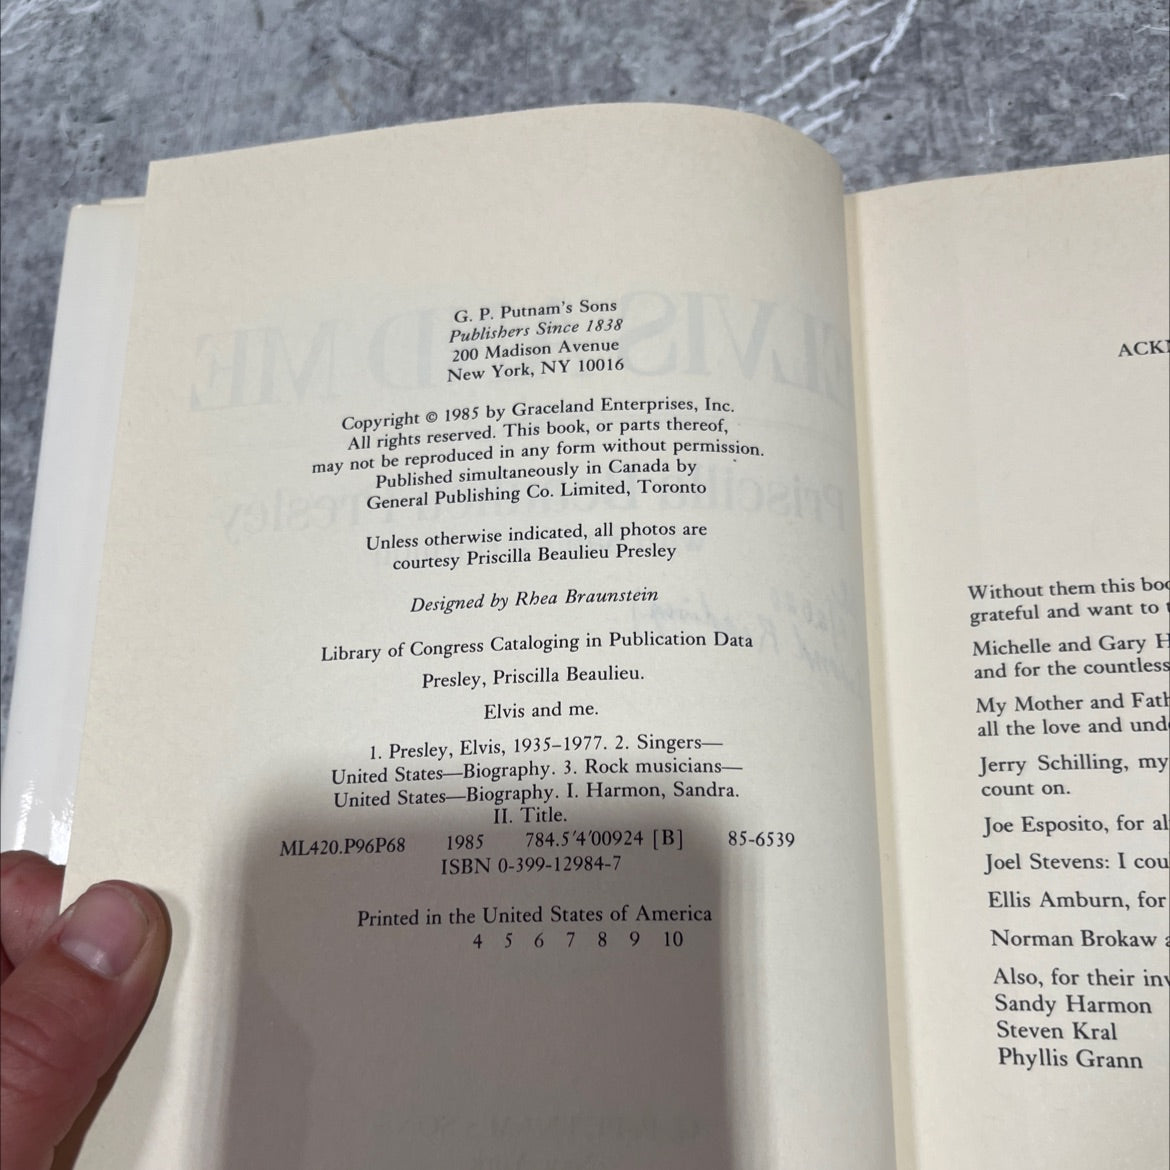 G. P. Putnam's Sons
Publishers Since 1838
200 Madison Avenue
New York, NY 10016
Copyright © 1985 by Graceland Enterprises, Inc.
All rights reserved. This book, or parts thereof,
may not be reproduced in any form without permission.
Published simultaneously in Canada by
General Publishing Co. Limited, Toronto
Unless otherwise indicated, all photos are
courtesy Priscilla Beaulieu Presley
Designed by Rhea Braunstein
Library of Congress Cataloging in Publication Data
Presley, Priscilla Beaulieu.
Elvis and me.
1. Presley, Elvis, 1935–1977. 2. Singers—
United States—Biography. 3. Rock musicians—
United States—Biography. I. Harmon, Sandra.
II. Title.
ML420.P96P68 1985 784.5'4'00924 [B] 85-6539
ISBN 0-399-12984-7
Printed in the United States of America
4 5 6 7 8 9 10
Without them this
grateful and want to
Michelle and Gary
and for the countless
My Mother and
all the love and
Jerry Schilling, my
count on.
Joe Esposito, for
Joel Stevens: I
Ellis Amburn, for
Norman Brokaw
Also, for their
Sandy Harmon
Steven Kral
Phyllis Grann